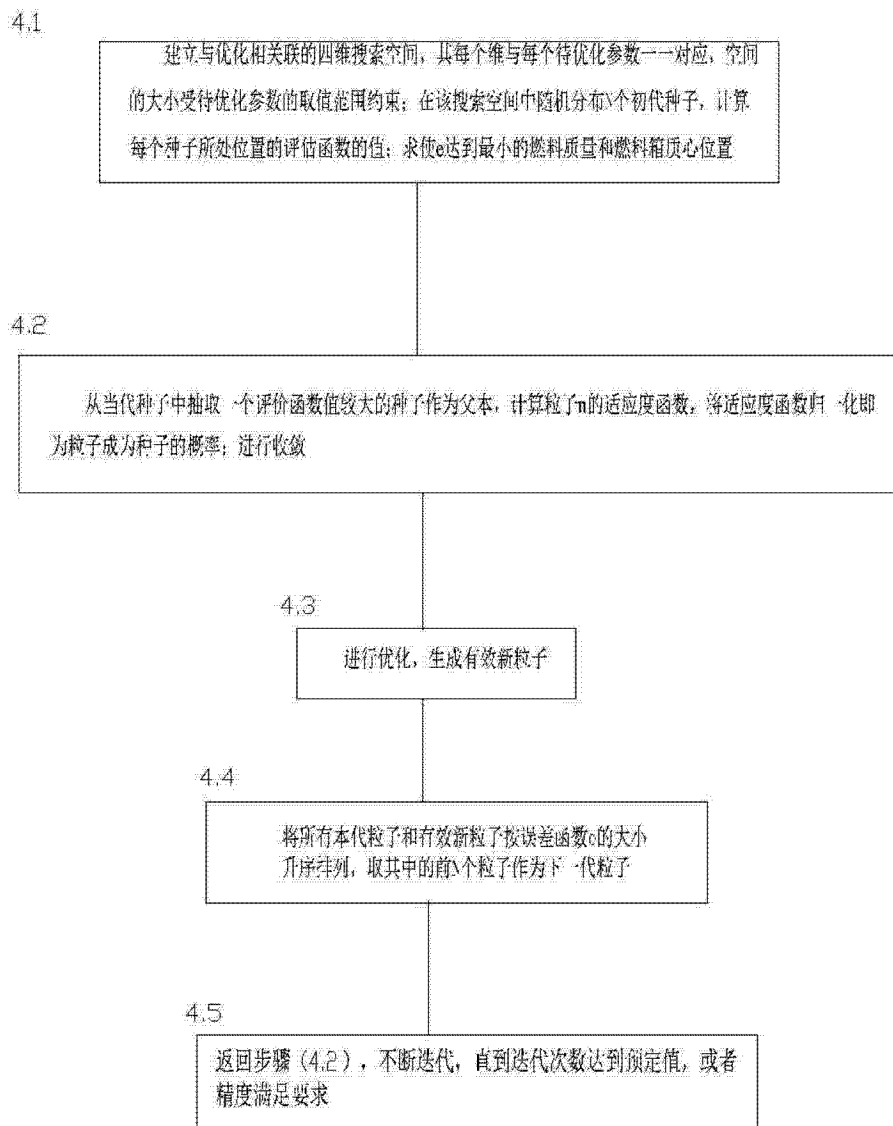 4.1
建立与优化相关联的四维搜索空间，其每个维与每个待优化参数一一对应，空间
的大小受待优化参数的取值范围约束；在该搜索空间中随机分布N个初代种子，计算
每个种子所处位置的评估函数的值；求使e达到最小的燃料质量和燃料箱质心位置
4.2
从当代种子中抽取一个评价函数值较大的种子作为父本，计算粒子n的适应度函数，将适应度函数归一化即
为粒子成为种子的概率；进行收敛
4.3
进行优化，生成有效新粒子
4.4
将所有本代粒子和有效新粒子按误差函数e的大小
升序排列，取其中的前N个粒子作为下一代粒子
4.5
返回步骤（4.2），不断迭代，直到迭代次数达到预定值，或者
精度满足要求